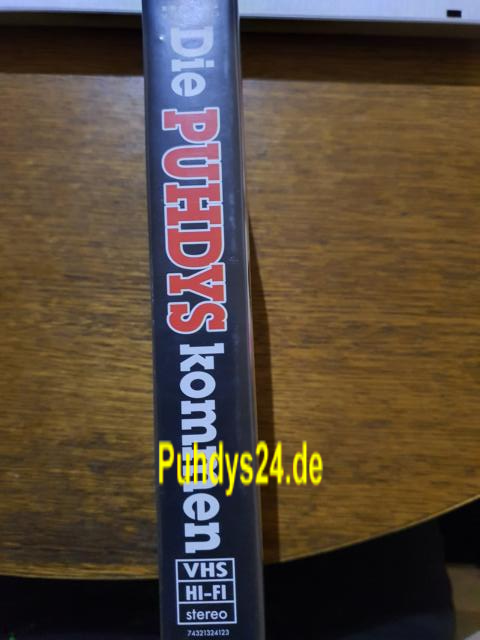 Die PUHDYS kommen
Puhdys24.de
VHS
HI-FI
stereo
74321324123